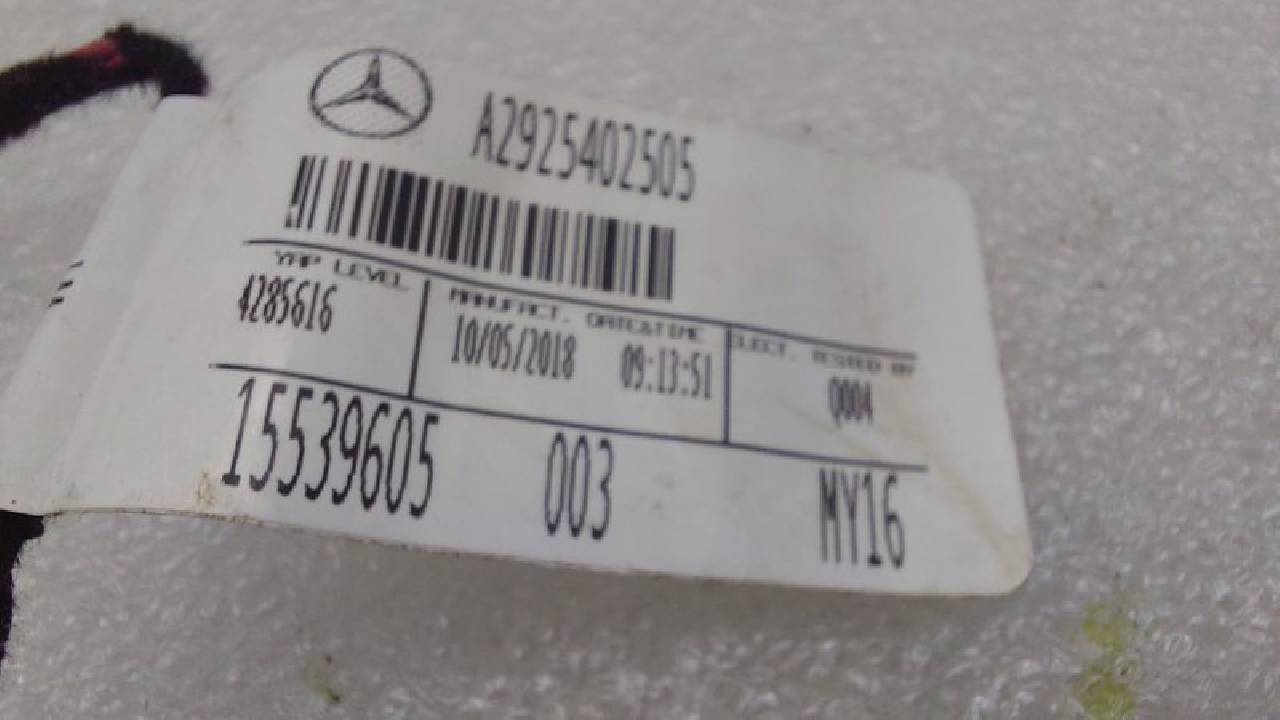 A2925402505
YMP LEVEL MANUFACT. DATE&TIME ELECT. TESTED BY
4285616 10/05/2018 09:13:51 Q004
15539605 003 MY16